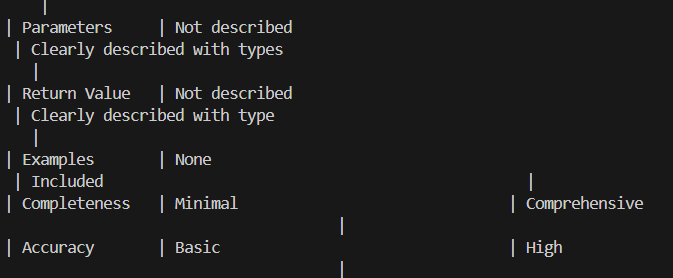 |
| Parameters | Not described
| Clearly described with types
|
| Return Value | Not described
| Clearly described with type
|
| Examples | None
| Included |
| Completeness | Minimal | Comprehensive
|
| Accuracy | Basic | High
|